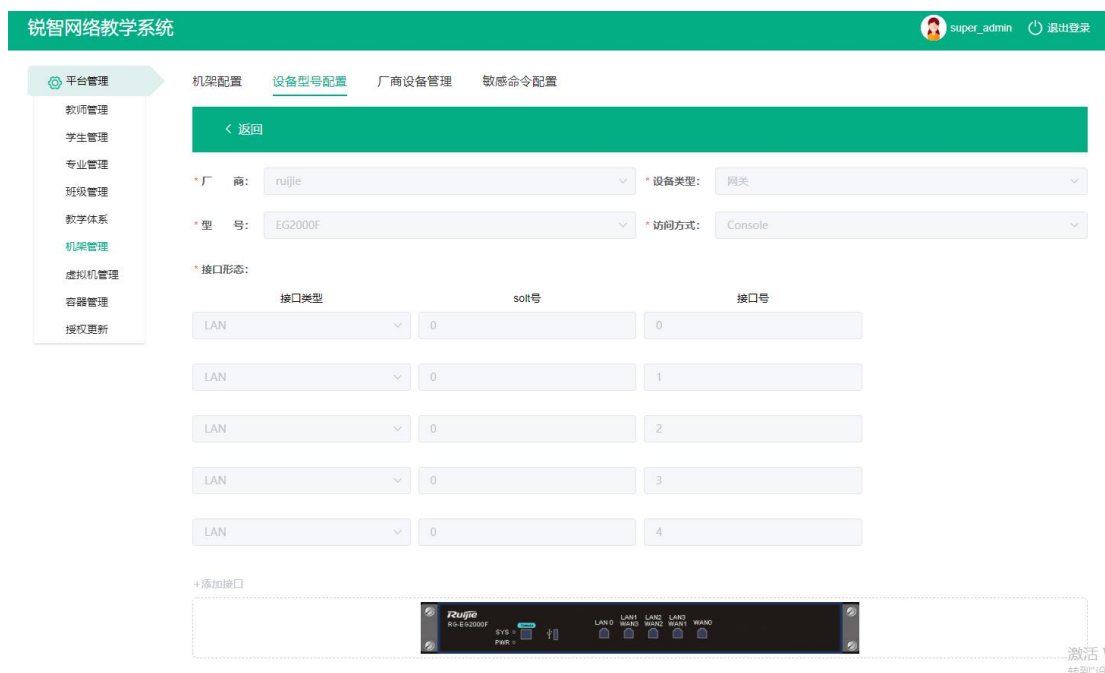 锐智网络教学系统 super_admin 退出登录
平台管理 机架配置 设备型号配置 厂商设备管理 敏感命令配置
教师管理
学生管理
专业管理
班级管理
教学体系
机架管理
虚拟机管理
容器管理
授权更新
< 返回
* 厂 商: ruijie * 设备类型: 网关
* 型 号: EG2000F * 访问方式: Console
* 接口形态:
接口类型 solt号 接口号
LAN 0 0
LAN 0 1
LAN 0 2
LAN 0 3
LAN 0 4
+添加接口
Ruijie
RG-EG2000F
Console
SYS
PWR
LAN1 LAN2 LAN3
LAN 0 WAN3 WAN2 WAN1 WAN0
激活